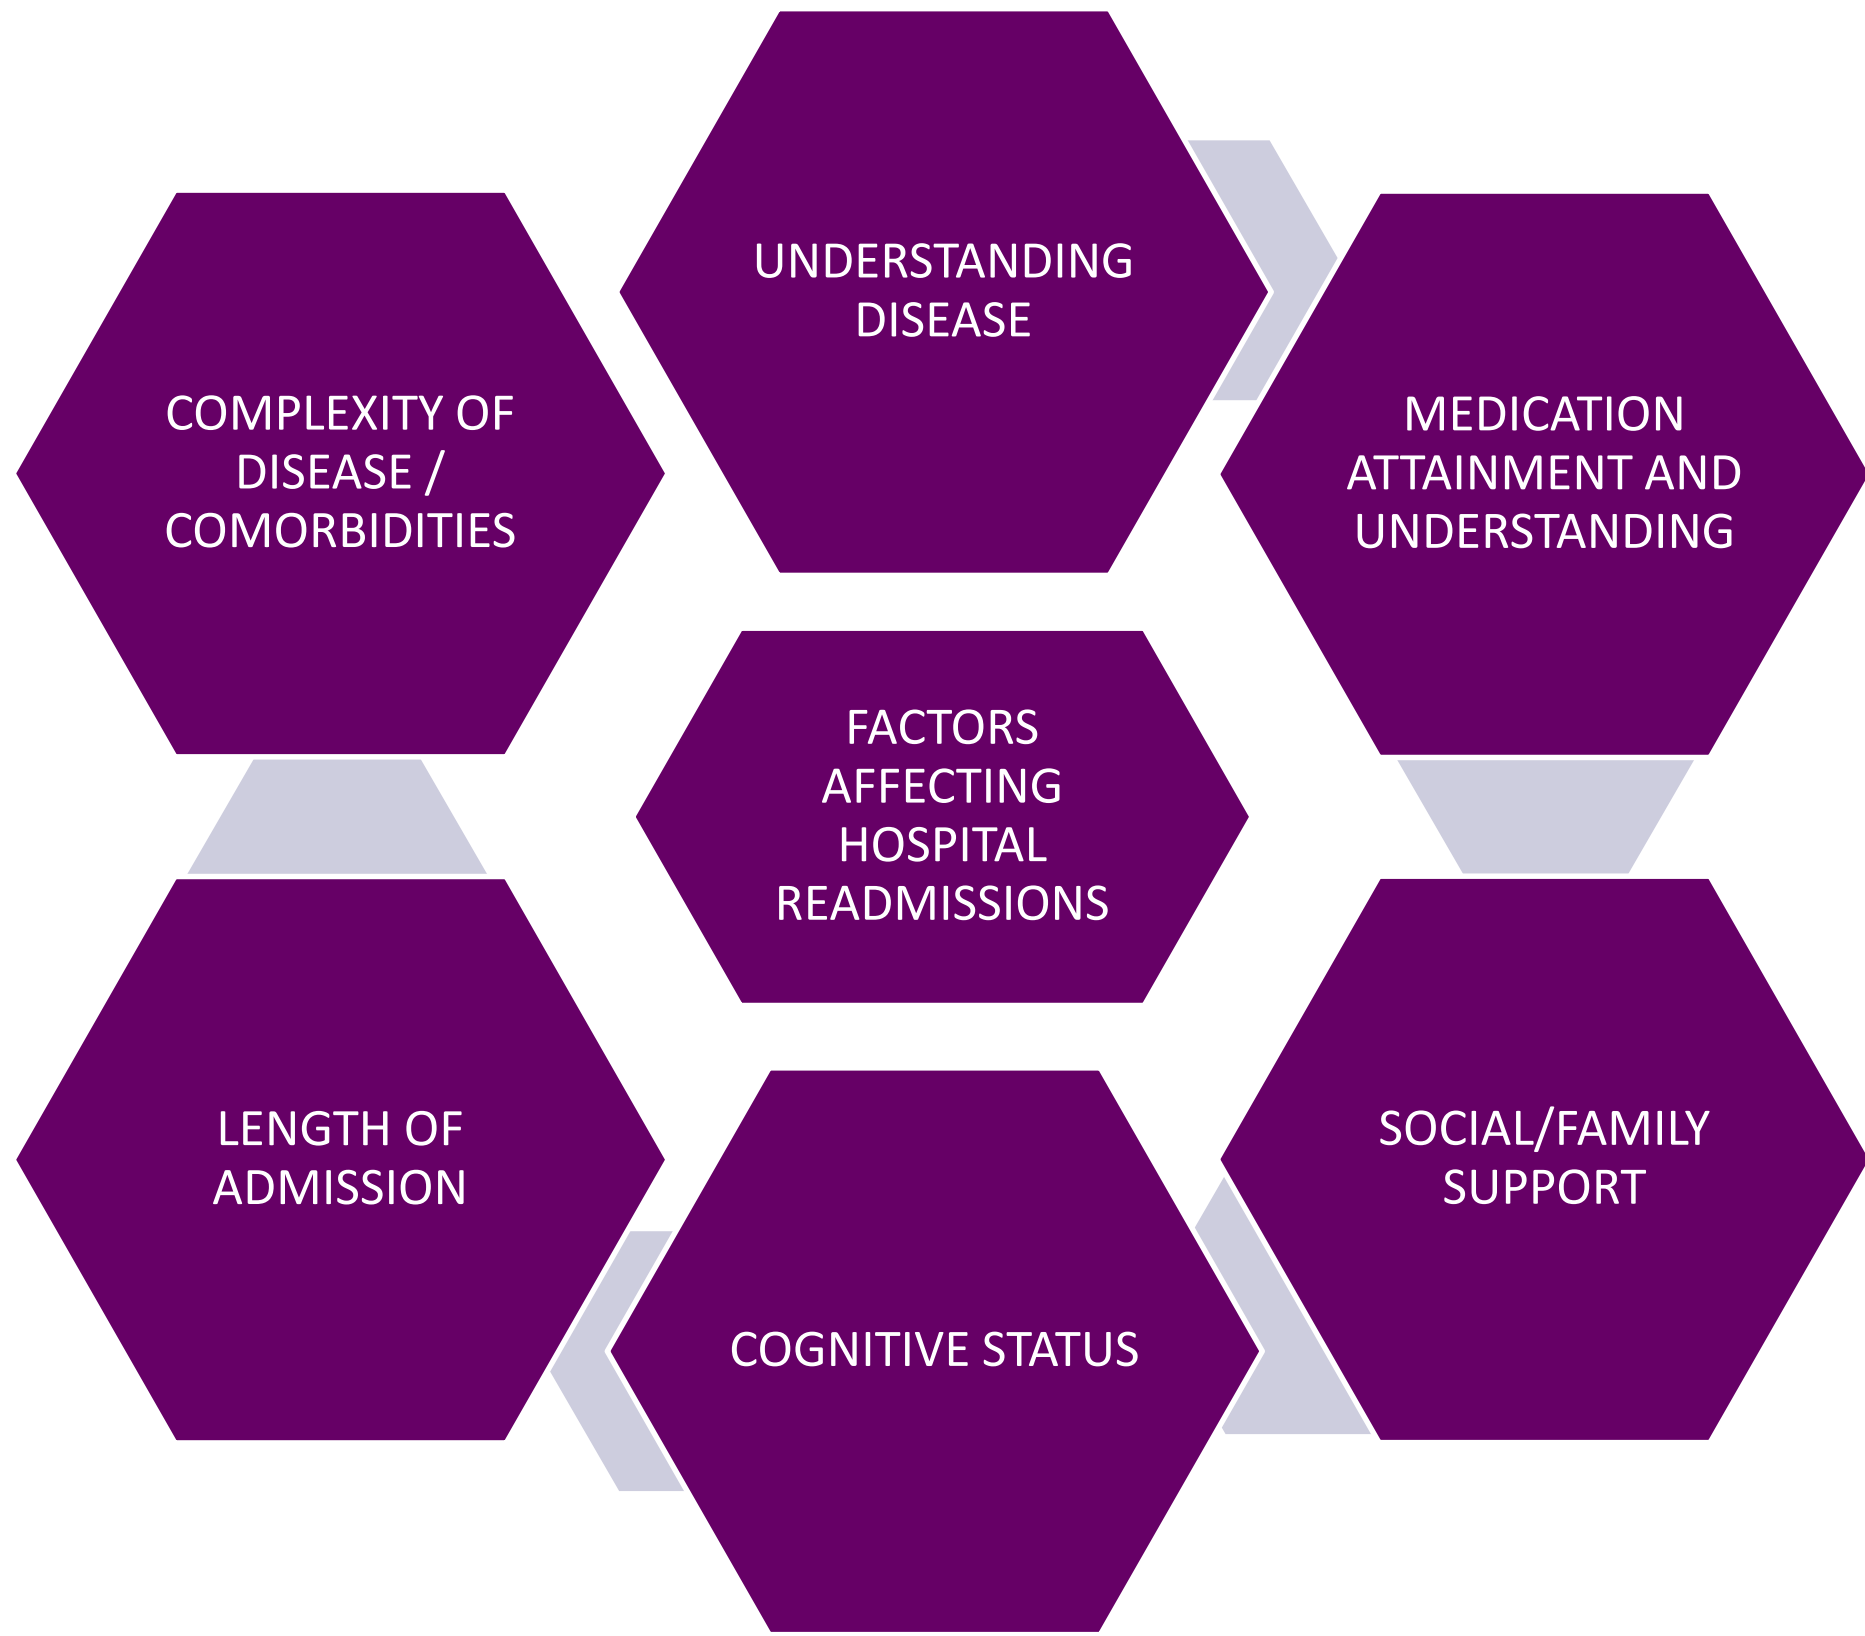 UNDERSTANDING
DISEASE
MEDICATION
ATTAINMENT AND
UNDERSTANDING
SOCIAL/FAMILY
SUPPORT
COGNITIVE STATUS
LENGTH OF
ADMISSION
COMPLEXITY OF
DISEASE /
COMORBIDITIES
FACTORS
AFFECTING
HOSPITAL
READMISSIONS